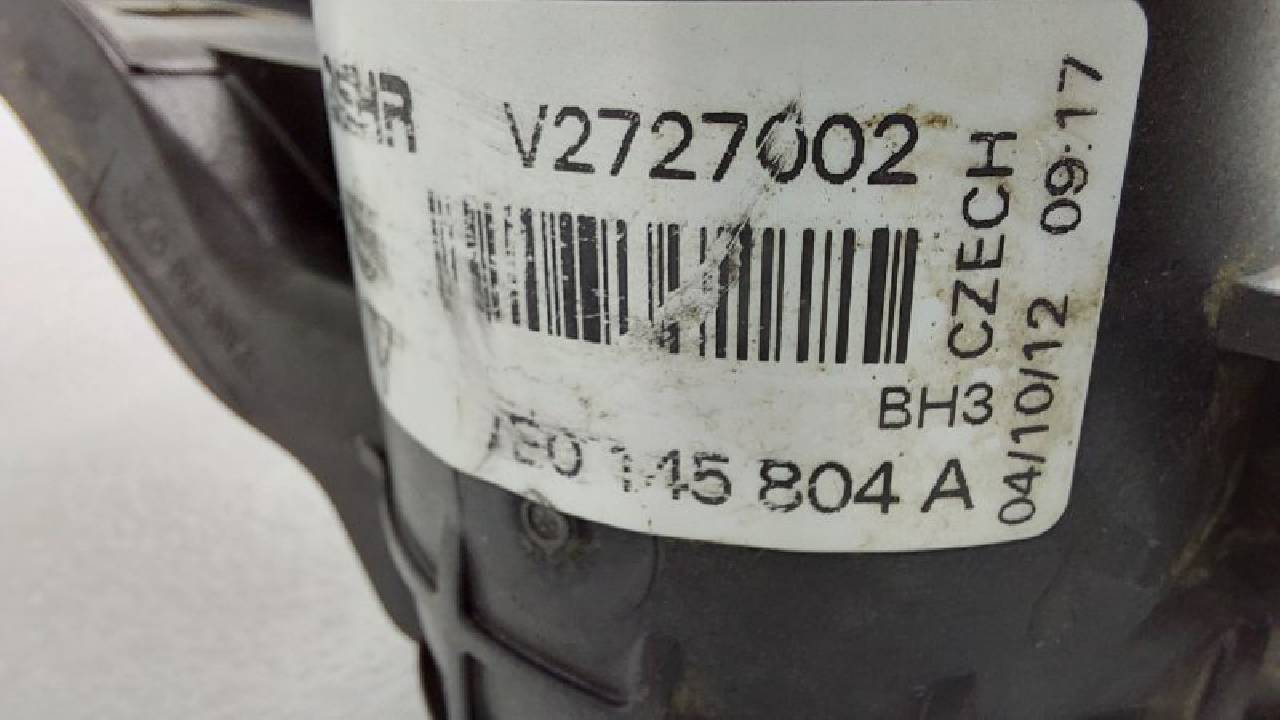 V2727002
CZECH
04/10/12 09:17
BH3
7E0 145 804 A